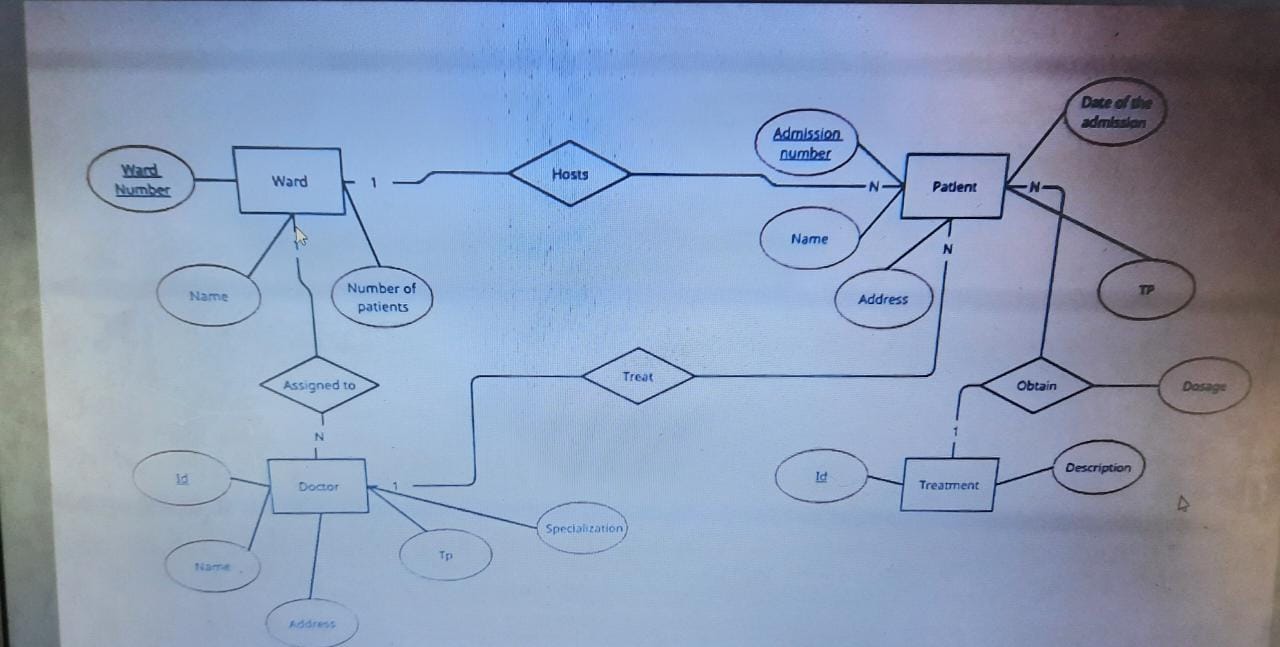 Date of the
admission
Admission
number
Ward
Number
Ward
1
Hosts
N
Patient
N
Name
N
Name
Number of
patients
Address
TP
Assigned to
Treat
Obtain
Dosage
N
1
Id
Doctor
1
Id
Treatment
Description
Specialization
Name
Tp
Address